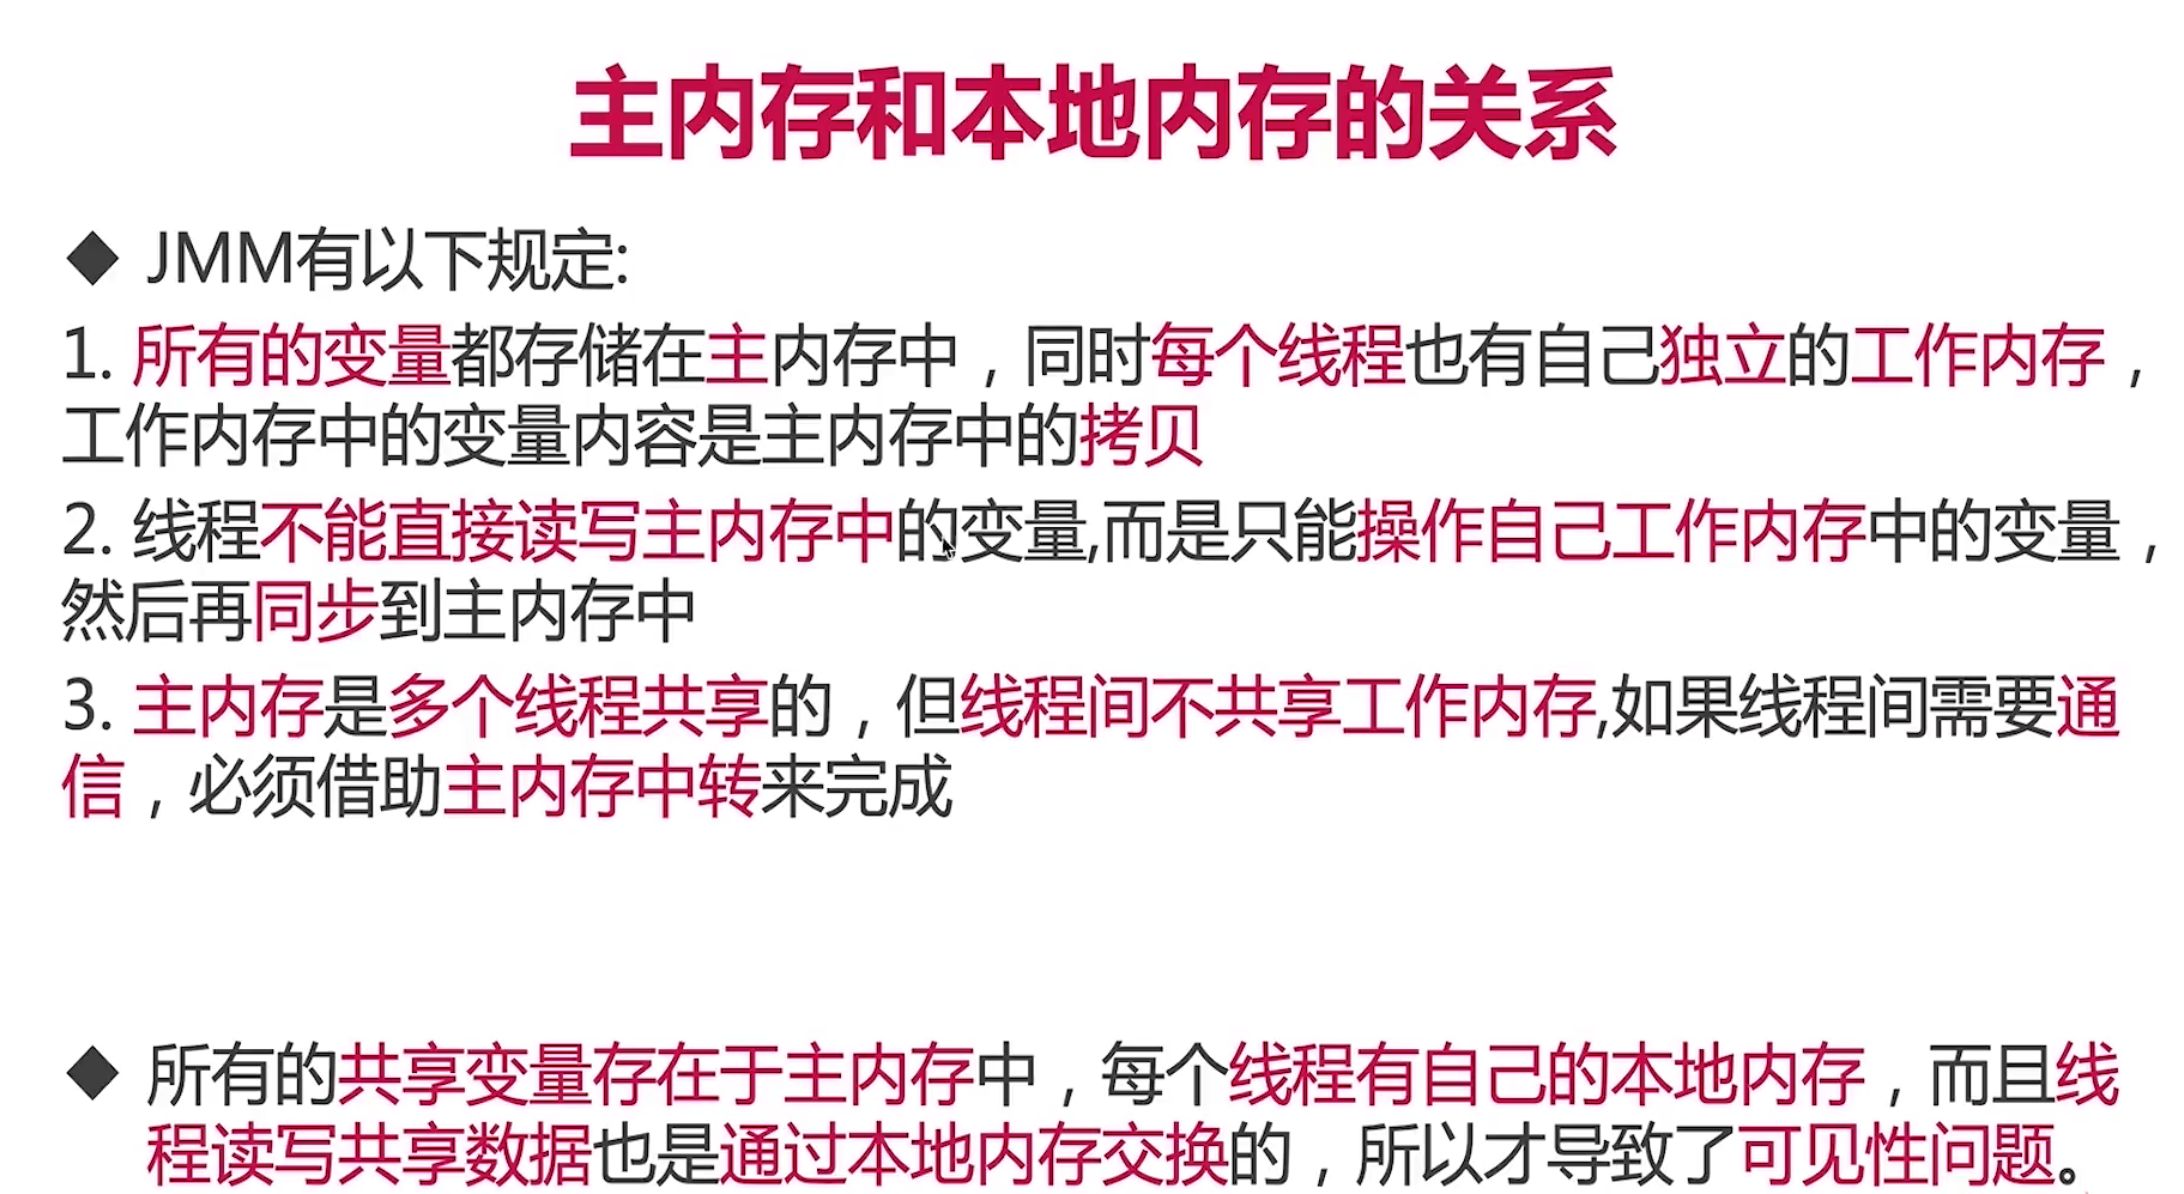 主内存和本地内存的关系
◆ JMM有以下规定:
1. 所有的变量都存储在主内存中，同时每个线程也有自己独立的工作内存，
工作内存中的变量内容是主内存中的拷贝
2. 线程不能直接读写主内存中的变量,而是只能操作自己工作内存中的变量，
然后再同步到主内存中
3. 主内存是多个线程共享的，但线程间不共享工作内存,如果线程间需要通
信，必须借助主内存中转来完成
◆ 所有的共享变量存在于主内存中，每个线程有自己的本地内存，而且线
程读写共享数据也是通过本地内存交换的，所以才导致了可见性问题。